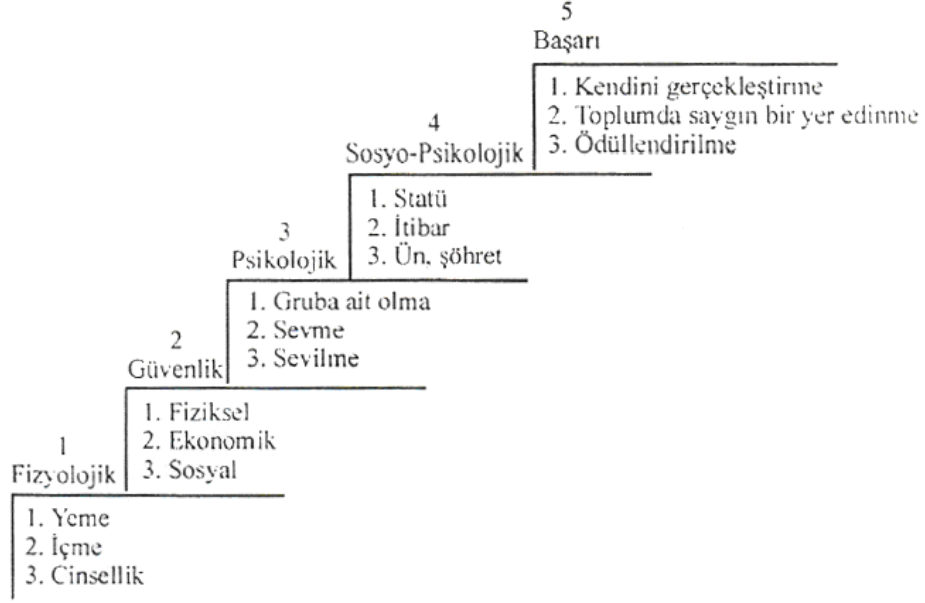 5
Başarı
1. Kendini gerçekleştirme
2. Toplumda saygın bir yer edinme
3. Ödüllendirilme
4
Sosyo-Psikolojik
1. Statü
2. İtibar
3. Ün, şöhret
3
Psikolojik
1. Gruba ait olma
2. Sevme
3. Sevilme
2
Güvenlik
1. Fiziksel
2. Ekonomik
3. Sosyal
1
Fizyolojik
1. Yeme
2. İçme
3. Cinsellik